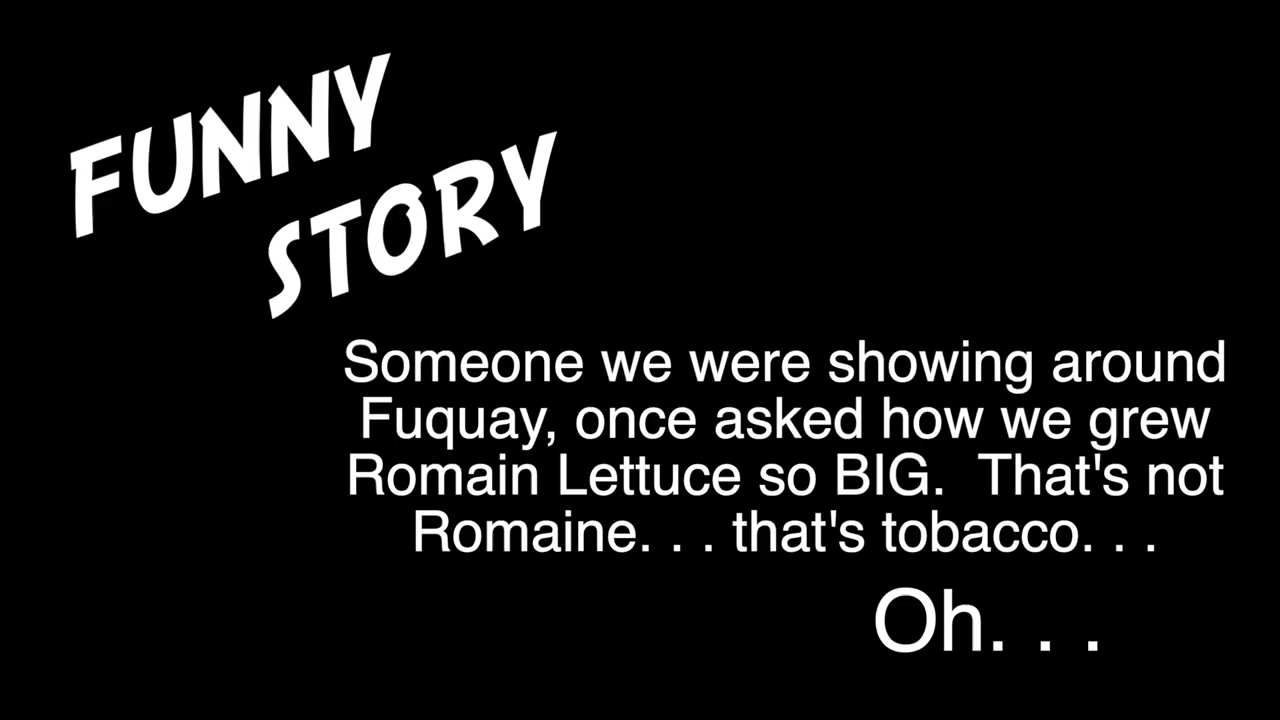 FUNNY
STORY
Someone we were showing around
Fuquay, once asked how we grew
Romain Lettuce so BIG.  That's not
Romaine. . . that's tobacco. . .
Oh. . .